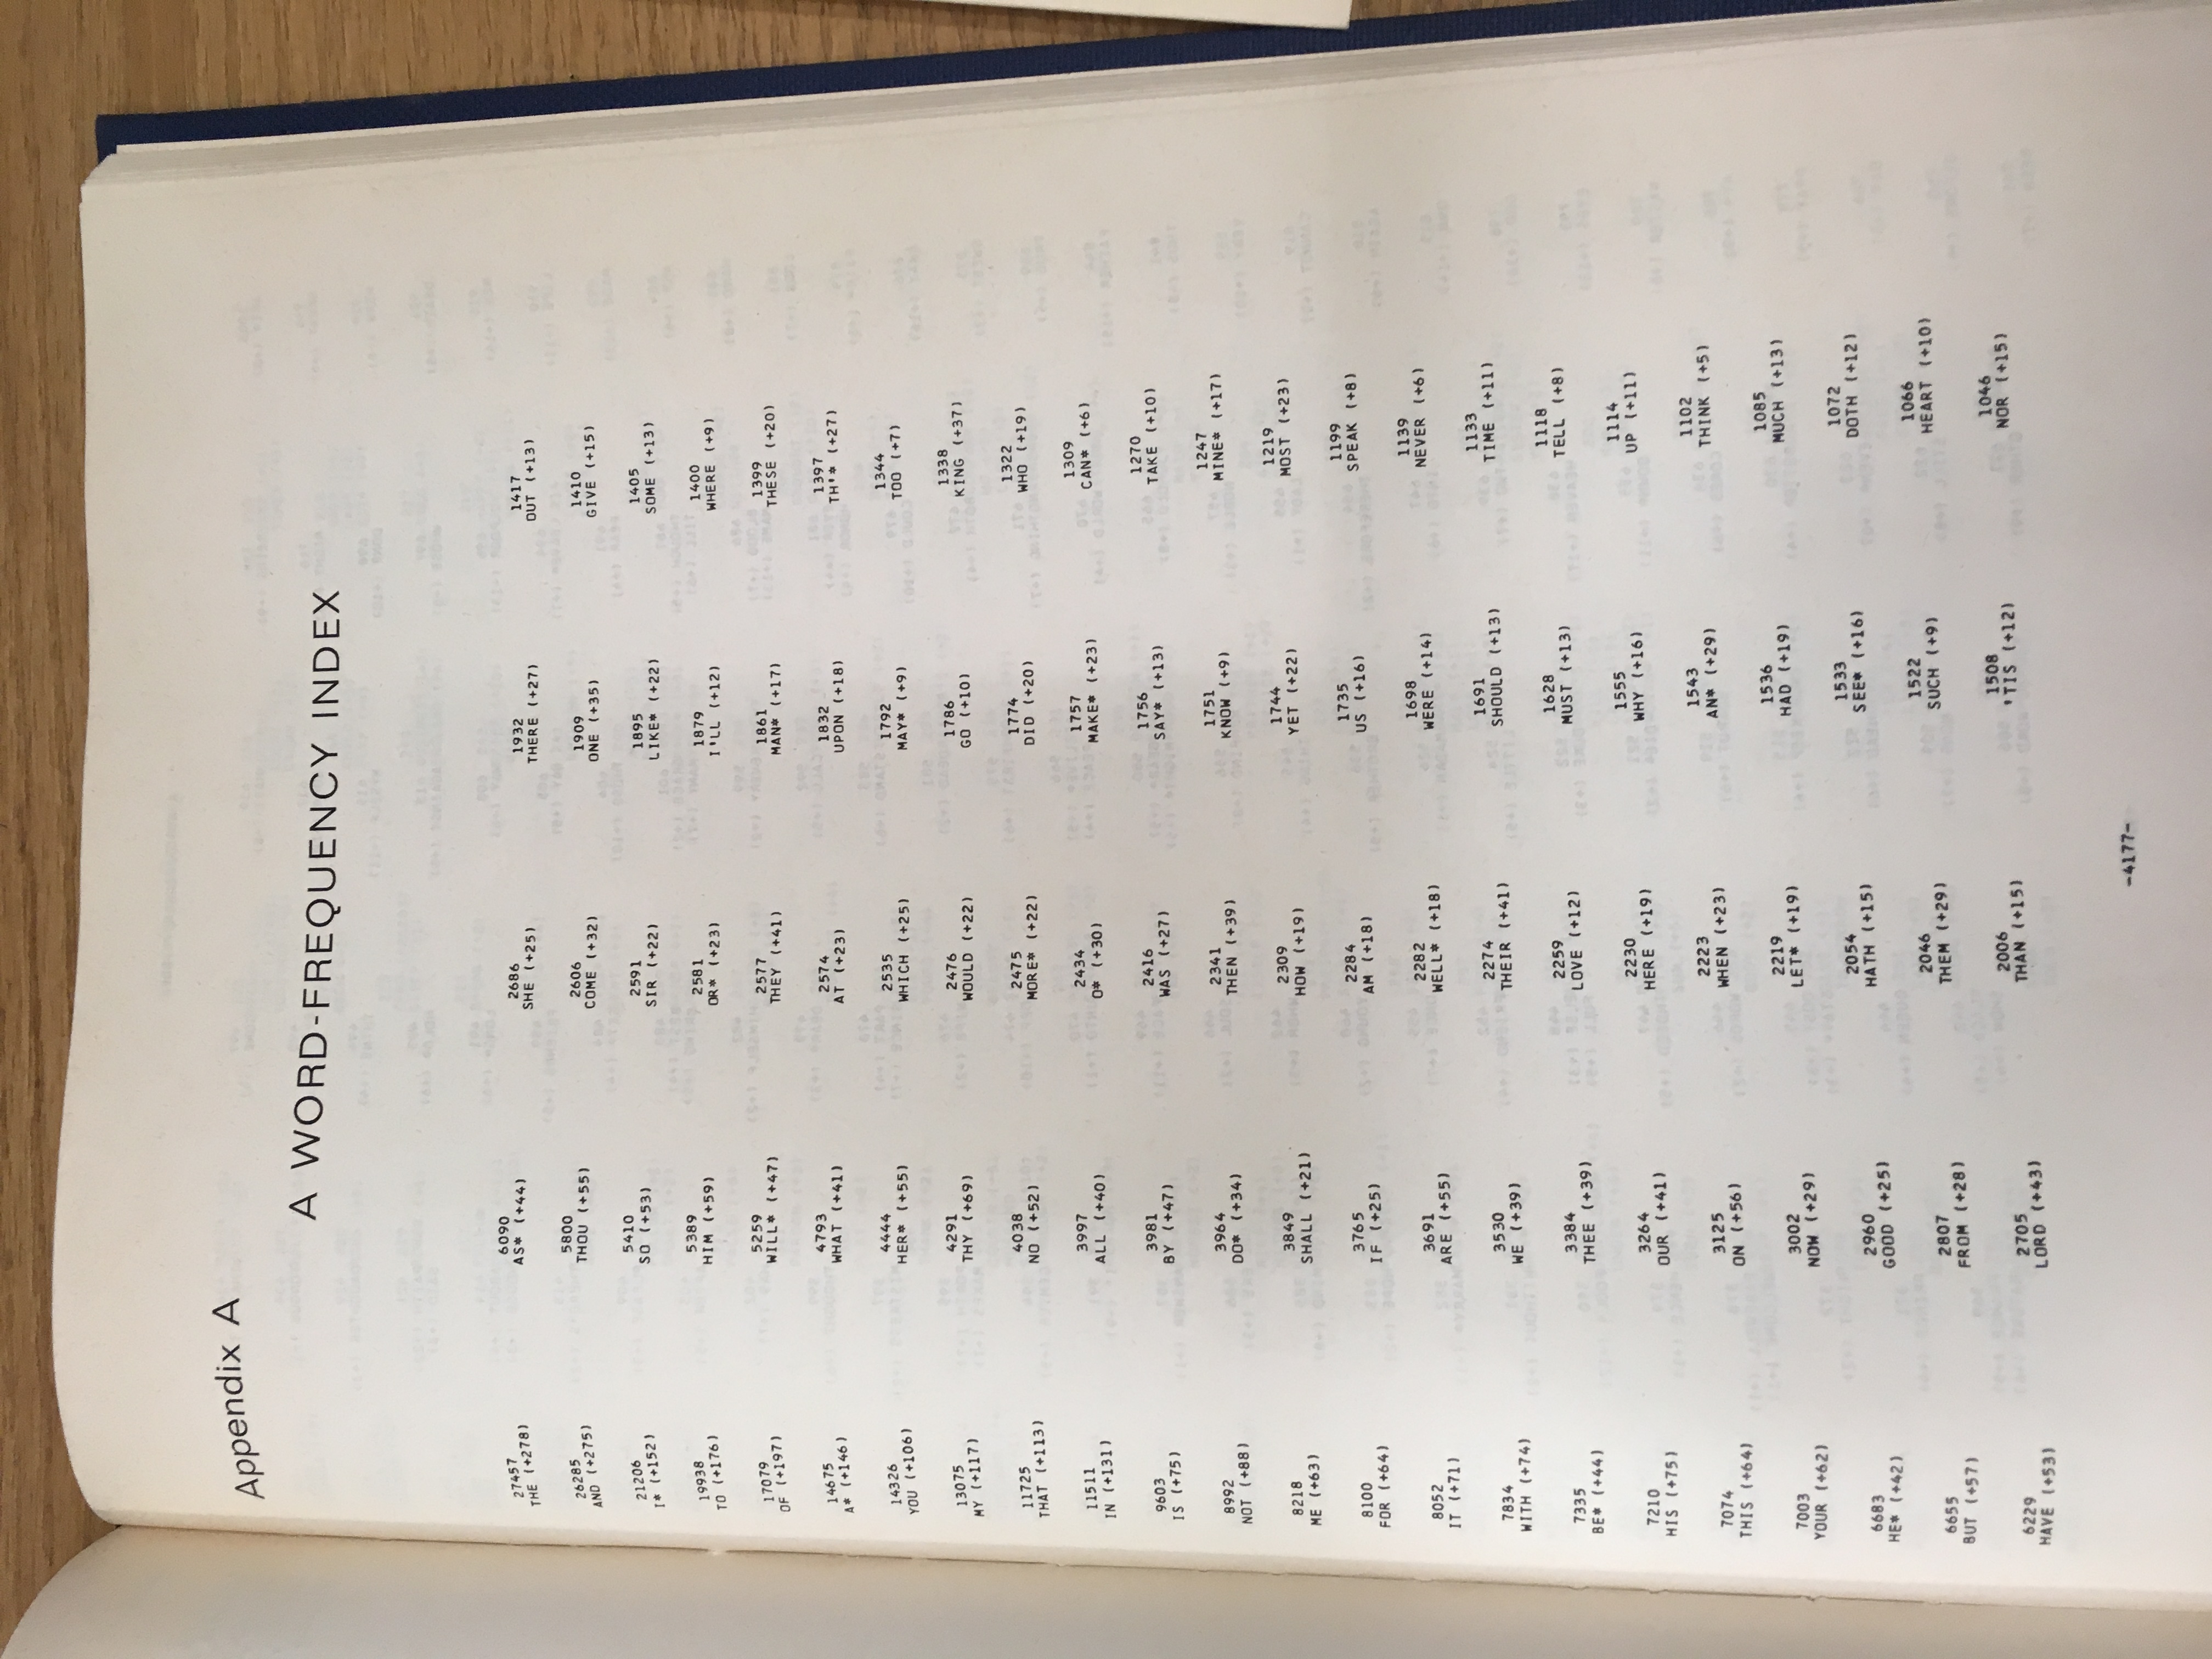 Appendix A
A WORD-FREQUENCY INDEX
27457
THE (+278)
26285
AND (+275)
21206
I* (+152)
19938
TO (+176)
17079
OF (+197)
14675
A* (+146)
14326
YOU (+106)
13075
MY (+117)
11725
THAT (+113)
11511
IN (+131)
9603
IS (+75)
8992
NOT (+88)
8218
ME (+63)
8100
FOR (+64)
8052
IT (+71)
7834
WITH (+74)
7335
BE* (+44)
7210
HIS (+75)
7074
THIS (+64)
7003
YOUR (+62)
6683
HE* (+42)
6655
BUT (+57)
6229
HAVE (+53)
6090
AS* (+44)
5800
THOU (+55)
5410
SO (+53)
5389
HIM (+59)
5259
WILL* (+47)
4793
WHAT (+41)
4444
HER* (+55)
4291
THY (+69)
4038
NO (+52)
3997
ALL (+40)
3981
BY (+47)
3964
DO* (+34)
3849
SHALL (+21)
3765
IF (+25)
3691
ARE (+55)
3530
WE (+39)
3384
THEE (+39)
3264
OUR (+41)
3125
ON (+56)
3002
NOW (+29)
2960
GOOD (+25)
2807
FROM (+28)
2705
LORD (+43)
2686
SHE (+25)
2606
COME (+32)
2591
SIR (+22)
2581
OR* (+23)
2577
THEY (+41)
2574
AT (+23)
2535
WHICH (+25)
2476
WOULD (+22)
2475
MORE* (+22)
2434
O* (+30)
2416
WAS (+27)
2341
THEN (+39)
2309
HOW (+19)
2284
AM (+18)
2282
WELL* (+18)
2274
THEIR (+41)
2259
LOVE (+12)
2230
HERE (+19)
2223
WHEN (+23)
2219
LET* (+19)
2054
HATH (+15)
2046
THEM (+29)
2006
THAN (+15)
1932
THERE (+27)
1909
ONE (+35)
1895
LIKE* (+22)
1879
I'LL (+12)
1861
MAN* (+17)
1832
UPON (+18)
1792
MAY* (+9)
1786
GO (+10)
1774
DID (+20)
1757
MAKE* (+23)
1756
SAY* (+13)
1751
KNOW (+9)
1744
YET (+22)
1735
US (+16)
1698
WERE (+14)
1691
SHOULD (+13)
1628
MUST (+13)
1555
WHY (+16)
1543
AN* (+29)
1536
HAD (+19)
1533
SEE* (+16)
1522
SUCH (+9)
1508
'TIS (+12)
1417
OUT (+13)
1410
GIVE (+15)
1405
SOME (+13)
1400
WHERE (+9)
1399
THESE (+20)
1397
TH'* (+27)
1344
TOO (+7)
1338
KING (+37)
1322
WHO (+19)
1309
CAN* (+6)
1270
TAKE (+10)
1247
MINE* (+17)
1219
MOST (+23)
1199
SPEAK (+8)
1139
NEVER (+6)
1133
TIME (+11)
1118
TELL (+8)
1114
UP (+11)
1102
THINK (+5)
1085
MUCH (+13)
1072
DOTH (+12)
1066
HEART (+10)
1046
NOR (+15)
-4177-